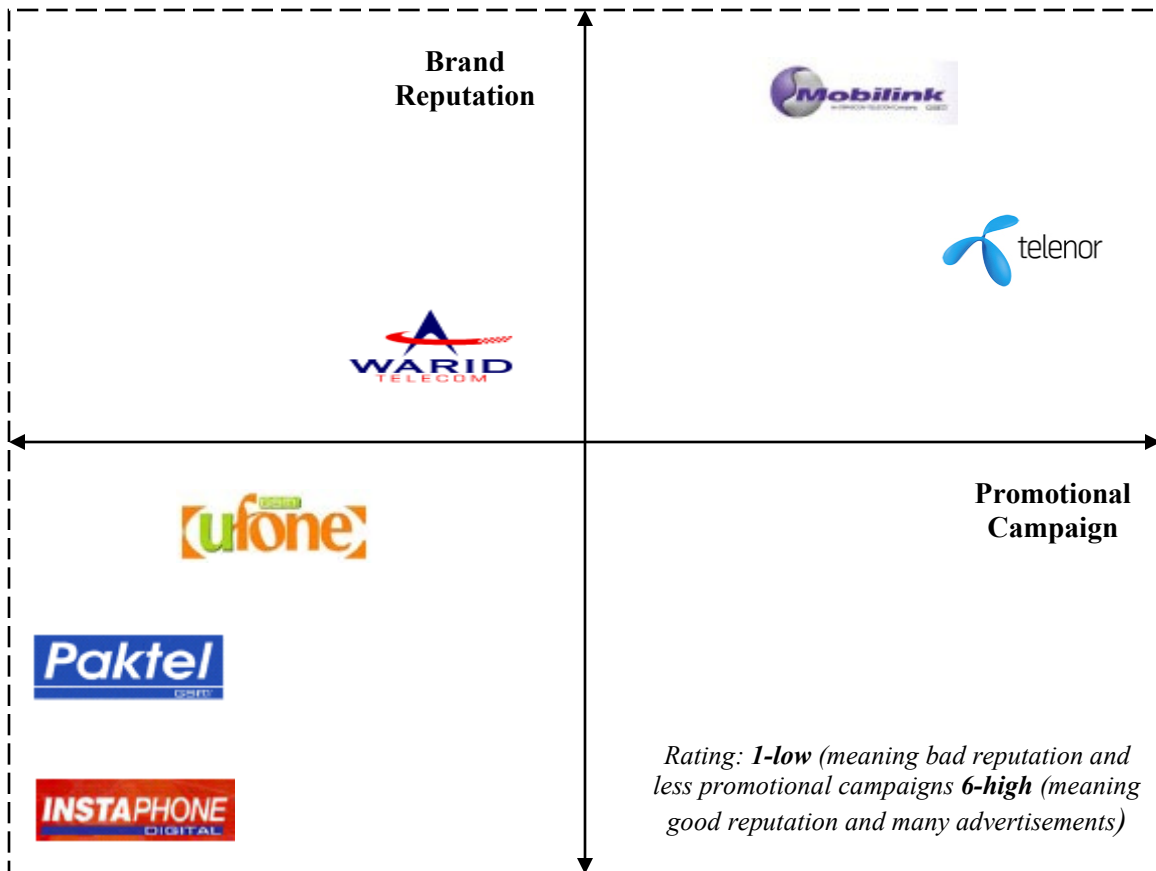 Brand
Reputation
Mobilink
telenor
WARID
TELECOM
Promotional
Campaign
GSM
ufone
Paktel
GSM
INSTAPHONE
DIGITAL
Rating: 1-low (meaning bad reputation and
less promotional campaigns 6-high (meaning
good reputation and many advertisements)